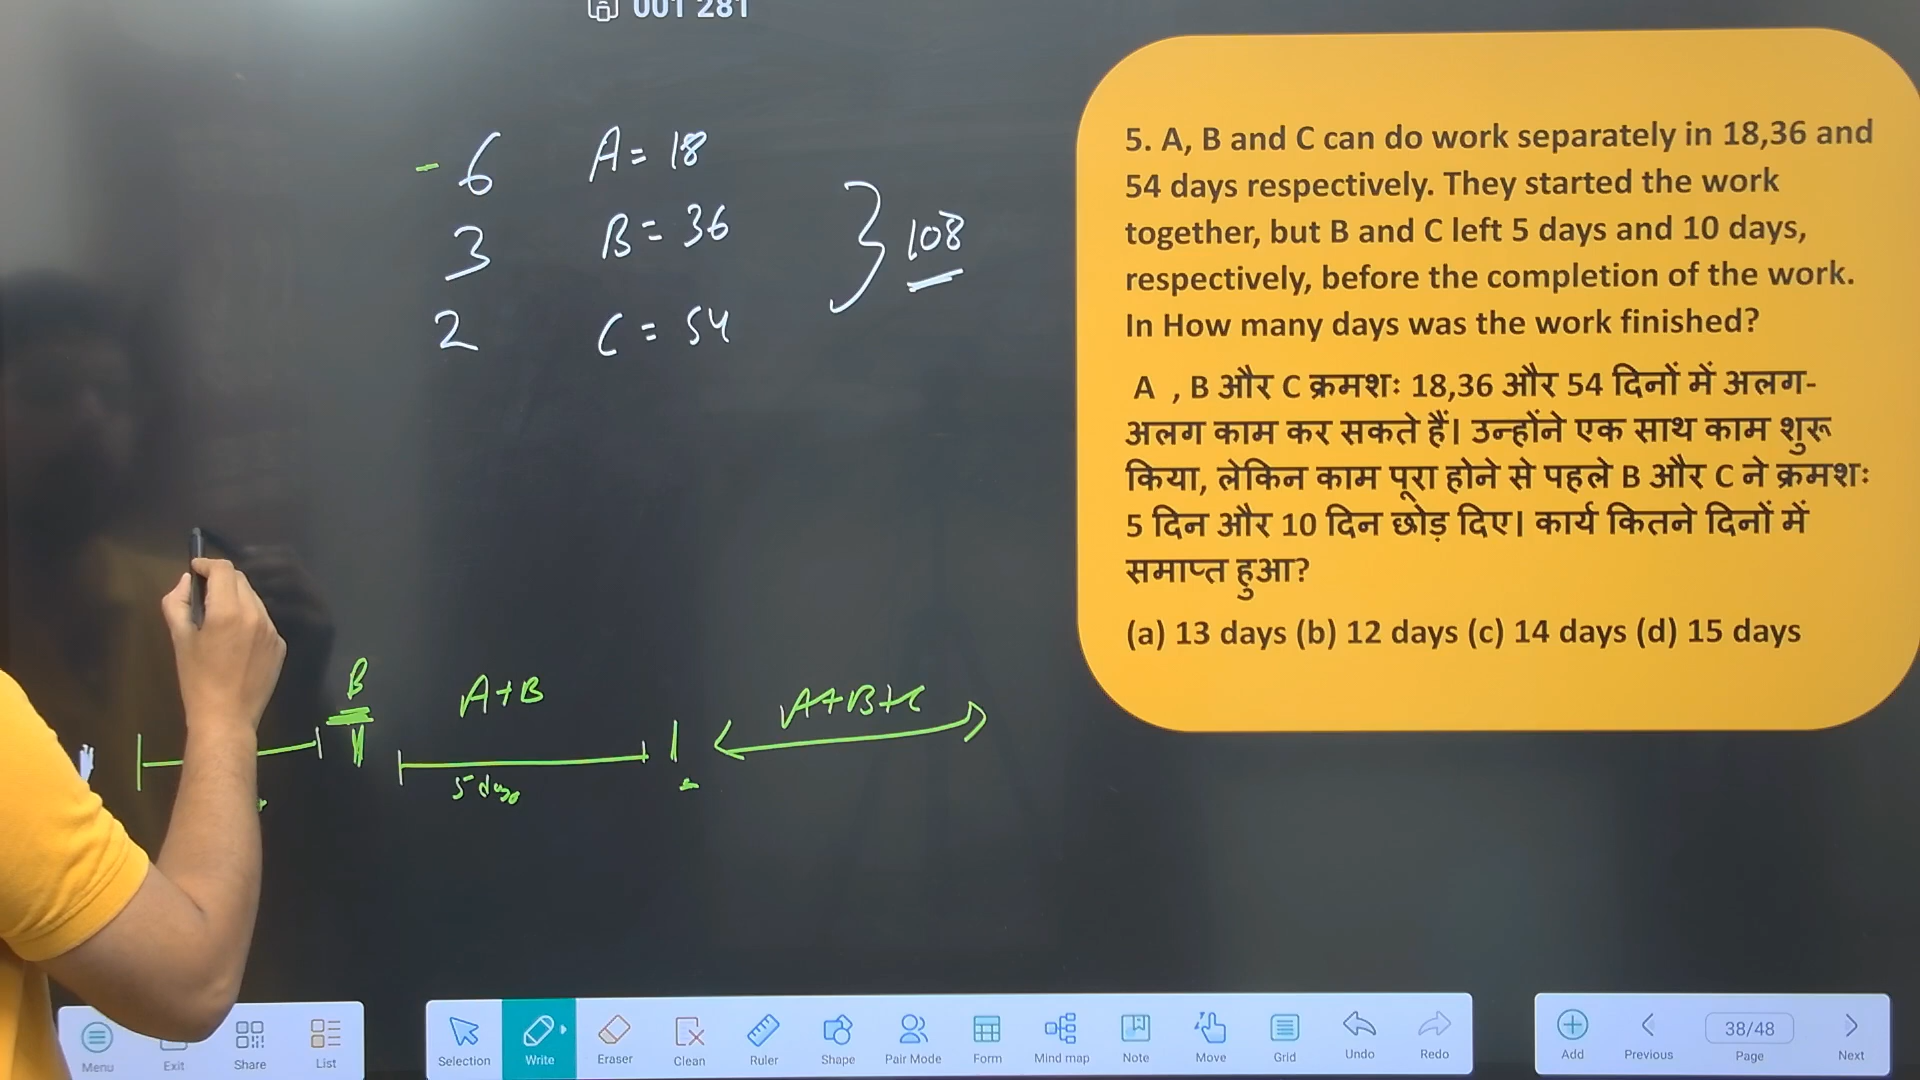 001 281
- 6 A = 18
3 B = 36
2 C = 54
108
5. A, B and C can do work separately in 18,36 and
54 days respectively. They started the work
together, but B and C left 5 days and 10 days,
respectively, before the completion of the work.
In How many days was the work finished?
A , B और C क्रमशः 18,36 और 54 दिनों में अलग-
अलग काम कर सकते हैं। उन्होंने एक साथ काम शुरू
किया, लेकिन काम पूरा होने से पहले B और C ने क्रमशः
5 दिन और 10 दिन छोड़ दिए। कार्य कितने दिनों में
समाप्त हुआ?
(a) 13 days (b) 12 days (c) 14 days (d) 15 days
B A+B A+B+C
5 days
Menu Exit Share List Selection Write Eraser Clean Ruler Shape Pair Mode Form Mind map Note Move Grid Undo Redo Add Previous 38/48 Page Next